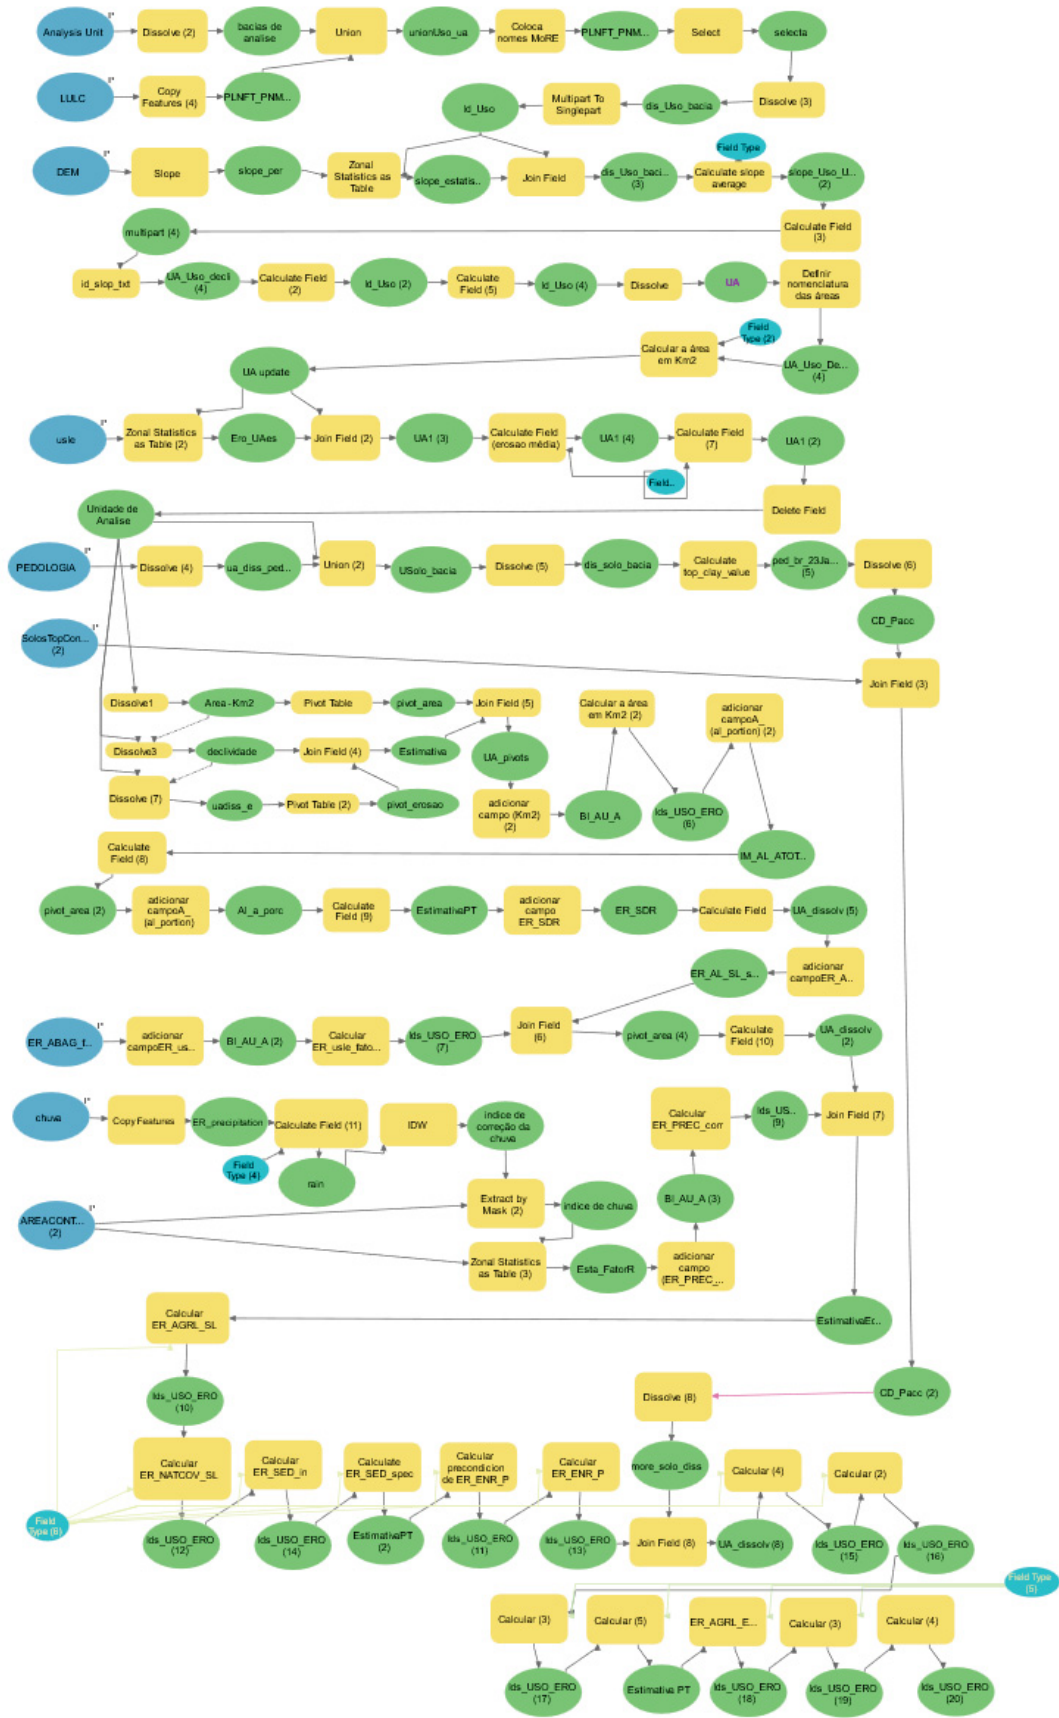 Analysis Unit
P
Dissolve (2)
bacias de
analise
Union
unionUso_ua
Coloca
nomes MoRE
PLNFT_PNM...
Select
selecta
LULC
P
Copy
Features (4)
PLNFT_PNM...
Id_Uso
Multipart To
Singlepart
dis_Uso_bacia
Dissolve (3)
DEM
P
Slope
slope_per
Zonal
Statistics as
Table
slope_estatis..
Join Field
dis_Uso_baci...
(3)
Field Type
Calculate slope
average
slope_Uso_U...
(2)
multipart (4)
Calculate Field
(3)
id_slop_txt
UA_Uso_decli
(4)
Calculate Field
(2)
Id_Uso (2)
Calculate
Field (5)
Id_Uso (4)
Dissolve
UA
Definir
nomenclatura
das áreas
UA update
Calcular a área
em Km2
Field
Type (2)
UA_Uso_De...
(4)
usle
P
Zonal Statistics
as Table (2)
Ero_UAes
Join Field (2)
UA1 (3)
Calculate Field
(erosao média)
UA1 (4)
Calculate Field
(7)
UA1 (2)
Field..
Unidade de
Analise
Delete Field
PEDOLOGIA
P
Dissolve (4)
ua_diss_ped...
Union (2)
USolo_bacia
Dissolve (5)
dis_solo_bacia
Calculate
top_clay_value
ped_br_23Ja...
(5)
Dissolve (6)
CD_Pacc
SolosTopCon...
(2)
P
Join Field (3)
Dissolve1
Area -Km2
Pivot Table
pivot_area
Join Field (5)
Calcular a área
em Km2 (2)
adicionar
campoA_
(al_portion) (2)
Dissolve3
declividade
Join Field (4)
Estimativa
UA_pivots
Dissolve (7)
uadiss_e
Pivot Table (2)
pivot_erosao
adicionar
campo (Km2)
(2)
BI_AU_A
Ids_USO_ERO
(6)
Calculate
Field (8)
IM_AL_ATOT...
pivot_area (2)
adicionar
campoA_
(al_portion)
Al_a_porc
Calculate
Field (9)
EstimativaPT
adicionar
campo
ER_SDR
ER_SDR
Calculate Field
UA_dissolv (5)
ER_AL_SL_s...
adicionar
campoER_A...
ER_ABAG_f...
P
adicionar
campoER_us...
BI_AU_A (2)
Calcular
ER_usle_fato...
Ids_USO_ERO
(7)
Join Field
(6)
pivot_area (4)
Calculate
Field (10)
UA_dissolv
(2)
chuva
P
CopyFeatures
ER_precipitation
Calculate Field (11)
IDW
indice de
correção da
chuva
Calcular
ER_PREC_corr
Ids_US...
(9)
Join Field (7)
Field
Type (4)
rain
AREACONT...
(2)
P
Extract by
Mask (2)
indice de chuva
BI_AU_A (3)
Zonal Statistics
as Table (3)
Esta_FatorR
adicionar
campo
(ER_PREC_...
Calcular
ER_AGRL_SL
EstimativaEr...
Ids_USO_ERO
(10)
Dissolve (8)
CD_Pacc (2)
Calcular
ER_NATCOV_SL
Calcular
ER_SED_in
Calculate
ER_SED_spec
Calcular
precondicion
de ER_ENR_P
Calcular
ER_ENR_P
more_solo_diss
Calcular (4)
Calcular (2)
Field
Type (6)
Ids_USO_ERO
(12)
Ids_USO_ERO
(14)
EstimativaPT
(2)
Ids_USO_ERO
(11)
Ids_USO_ERO
(13)
Join Field (8)
UA_dissolv (8)
Ids_USO_ERO
(15)
Ids_USO_ERO
(16)
Field Type
(5)
Calcular (3)
Calcular (5)
ER_AGRL_E...
Calcular (3)
Calcular (4)
Ids_USO_ERO
(17)
Estimativa PT
Ids_USO_ERO
(18)
Ids_USO_ERO
(19)
Ids_USO_ERO
(20)